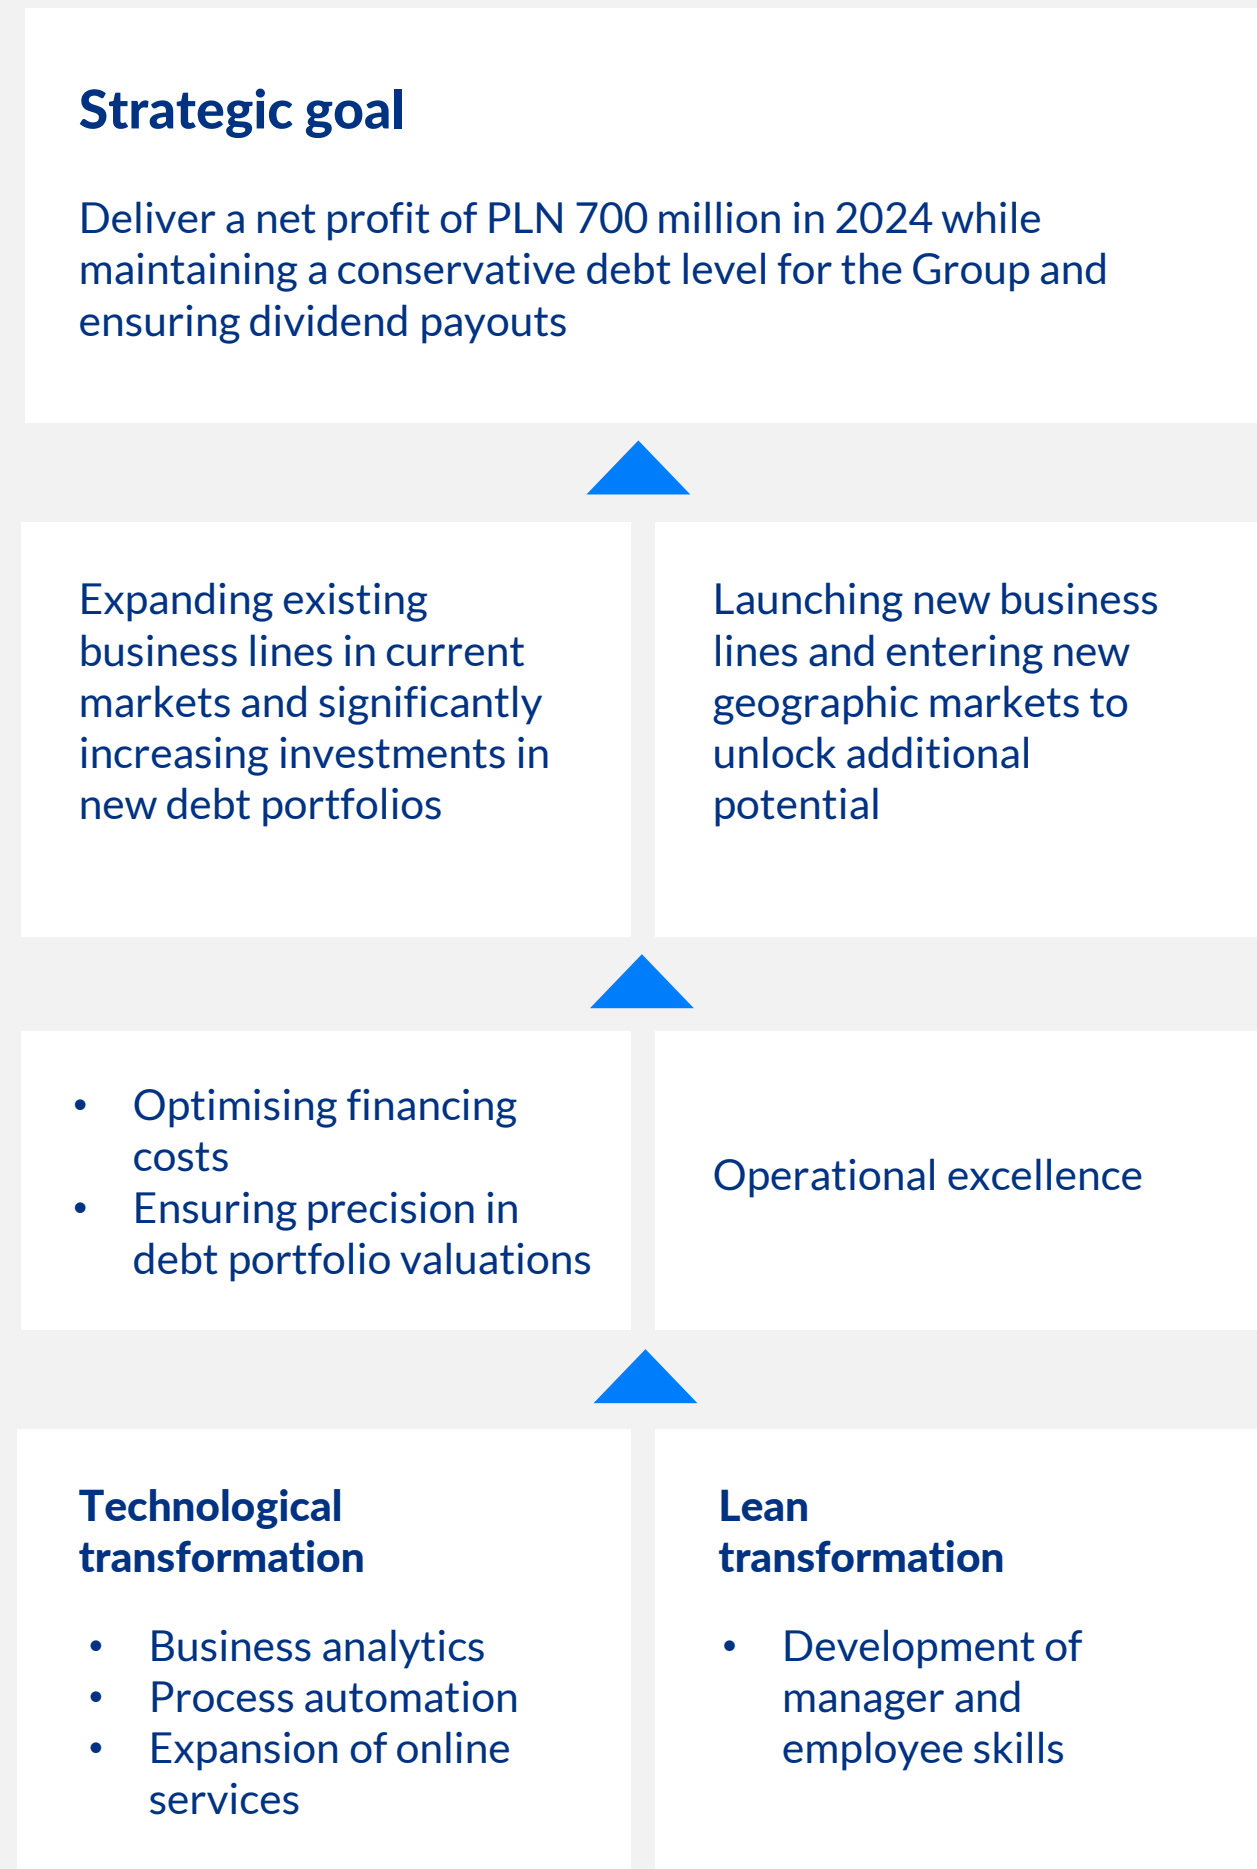 Strategic goal
Deliver a net profit of PLN 700 million in 2024 while
maintaining a conservative debt level for the Group and
ensuring dividend payouts
Expanding existing
business lines in current
markets and significantly
increasing investments in
new debt portfolios
Launching new business
lines and entering new
geographic markets to
unlock additional
potential
• Optimising financing
costs
• Ensuring precision in
debt portfolio valuations
Operational excellence
Technological
transformation
• Business analytics
• Process automation
• Expansion of online
services
Lean
transformation
• Development of
manager and
employee skills